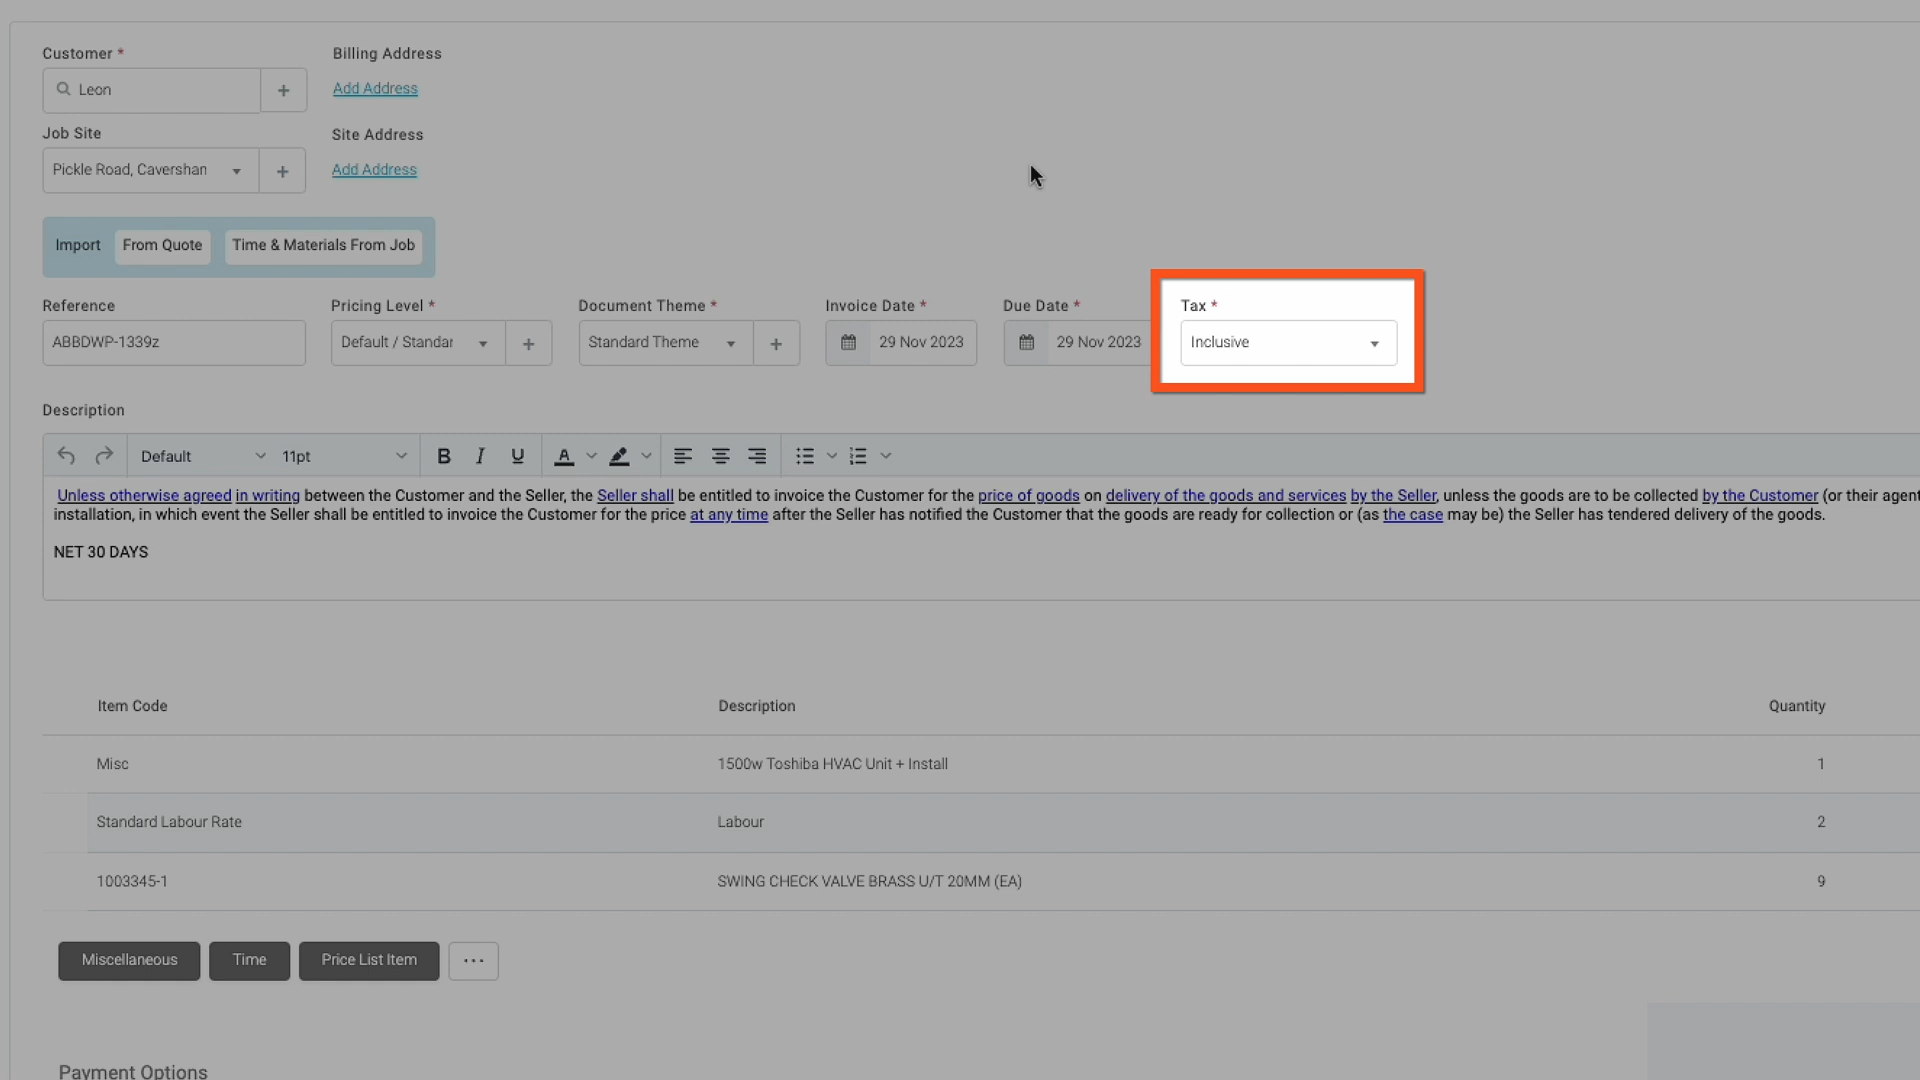 Customer *
Billing Address
Leon
+
Add Address
Job Site
Site Address
Pickle Road, Cavershan
+
Add Address
Import
From Quote
Time & Materials From Job
Reference
Pricing Level *
Document Theme *
Invoice Date *
Due Date *
Tax *
ABBDWP-1339z
Default / Standar
+
Standard Theme
+
29 Nov 2023
29 Nov 2023
Inclusive
Description
Default
11pt
B
I
U
A
Unless otherwise agreed in writing between the Customer and the Seller, the Seller shall be entitled to invoice the Customer for the price of goods on delivery of the goods and services by the Seller, unless the goods are to be collected by the Customer (or their agent
installation, in which event the Seller shall be entitled to invoice the Customer for the price at any time after the Seller has notified the Customer that the goods are ready for collection or (as the case may be) the Seller has tendered delivery of the goods.
NET 30 DAYS
Item Code
Description
Quantity
Misc
1500w Toshiba HVAC Unit + Install
1
Standard Labour Rate
Labour
2
1003345-1
SWING CHECK VALVE BRASS U/T 20MM (EA)
9
Miscellaneous
Time
Price List Item
...
Payment Options